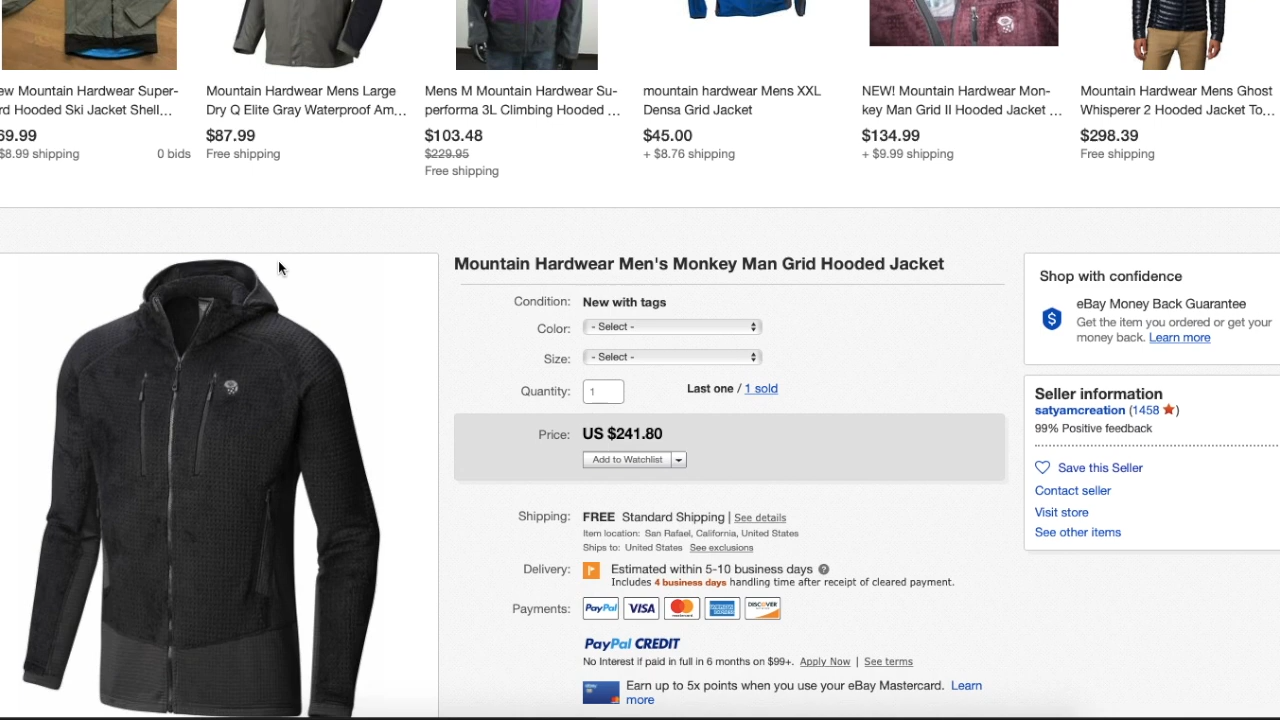 ew Mountain Hardwear Super-
rd Hooded Ski Jacket Shell...
69.99
$8.99 shipping
0 bids
Mountain Hardwear Mens Large
Dry Q Elite Gray Waterproof Am...
$87.99
Free shipping
Mens M Mountain Hardwear Su-
performa 3L Climbing Hooded ...
$103.48
$229.95
Free shipping
mountain hardwear Mens XXL
Densa Grid Jacket
$45.00
+ $8.76 shipping
NEW! Mountain Hardwear Mon-
key Man Grid II Hooded Jacket ...
$134.99
+ $9.99 shipping
Mountain Hardwear Mens Ghost
Whisperer 2 Hooded Jacket To...
$298.39
Free shipping
Mountain Hardwear Men's Monkey Man Grid Hooded Jacket
Condition: New with tags
Color: - Select -
Size: - Select -
Quantity: 1 Last one / 1 sold
Price: US $241.80
Add to Watchlist
Shipping: FREE Standard Shipping | See details
Item location: San Rafael, California, United States
Ships to: United States See exclusions
Delivery: Estimated within 5-10 business days ?
Includes 4 business days handling time after receipt of cleared payment.
Payments: PayPal VISA mastercard AMERICAN EXPRESS DISCOVER
PayPal CREDIT
No Interest if paid in full in 6 months on $99+. Apply Now | See terms
Earn up to 5x points when you use your eBay Mastercard. Learn
more
Shop with confidence
$
eBay Money Back Guarantee
Get the item you ordered or get your
money back. Learn more
Seller information
satyamcreation (1458 )
99% Positive feedback
Save this Seller
Contact seller
Visit store
See other items